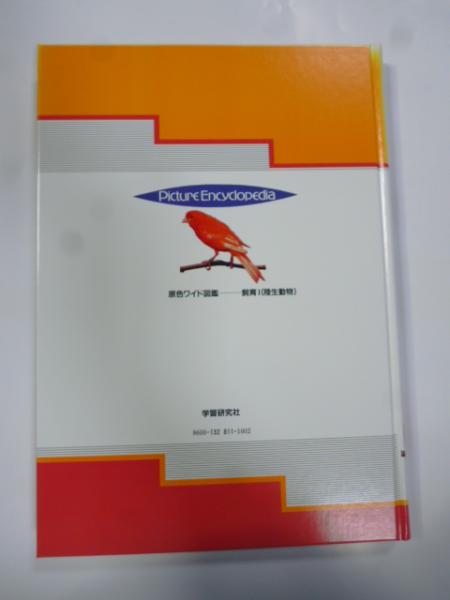 Picture Encyclopedia
原色ワイド図鑑―――飼育I(陸生動物)
学習研究社
8600-132 811-1002